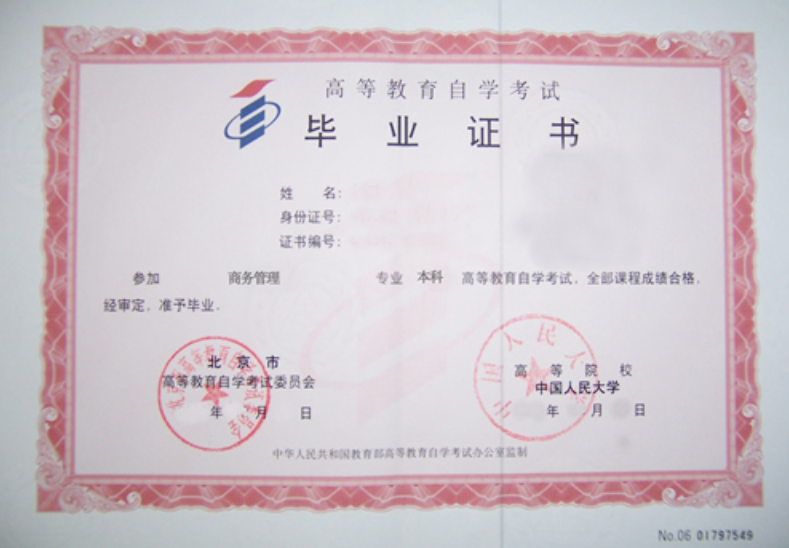 高等教育自学考试
毕业证书
姓 名:
身份证号:
证书编号:
参加 商务管理 专业 本科 高等教育自学考试，全部课程成绩合格，
经审定，准予毕业。
北京市
高等教育自学考试委员会
年 月 日
高等院校
中国人民大学
年 月 日
中国人民大
中华人民共和国教育部高等教育自学考试办公室监制
No.06 01797549